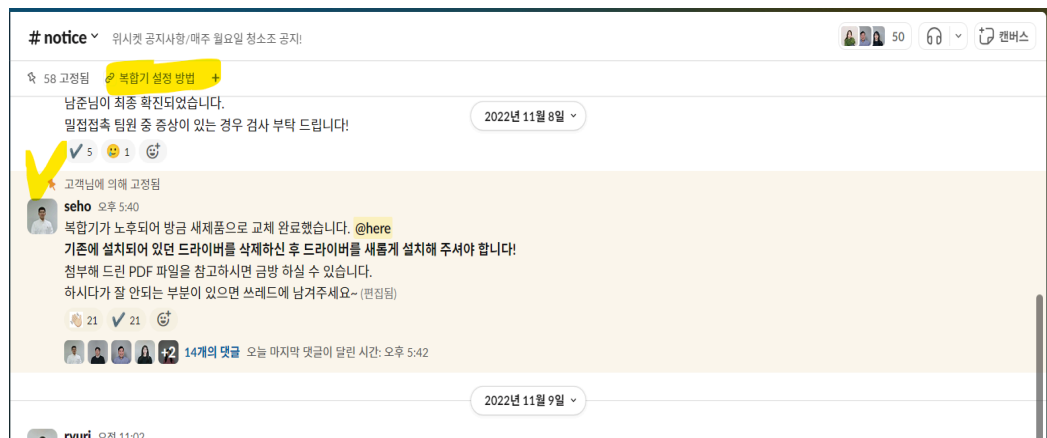 # notice 위시켓 공지사항/매주 월요일 청소조 공지! 50 캔버스
58 고정됨 복합기 설정 방법 +
남준님이 최종 확진되었습니다.
2022년 11월 8일
밀접접촉 팀원 중 증상이 있는 경우 검사 부탁 드립니다!
5 1
고객님에 의해 고정됨
seho 오후 5:40
복합기가 노후되어 방금 새제품으로 교체 완료했습니다. @here
기존에 설치되어 있던 드라이버를 삭제하신 후 드라이버를 새롭게 설치해 주셔야 합니다!
첨부해 드린 PDF 파일을 참고하시면 금방 하실 수 있습니다.
하시다가 잘 안되는 부분이 있으면 쓰레드에 남겨주세요~ (편집됨)
21 21
+2 14개의 댓글 오늘 마지막 댓글이 달린 시간: 오후 5:42
2022년 11월 9일
ryuri 오전 11:02